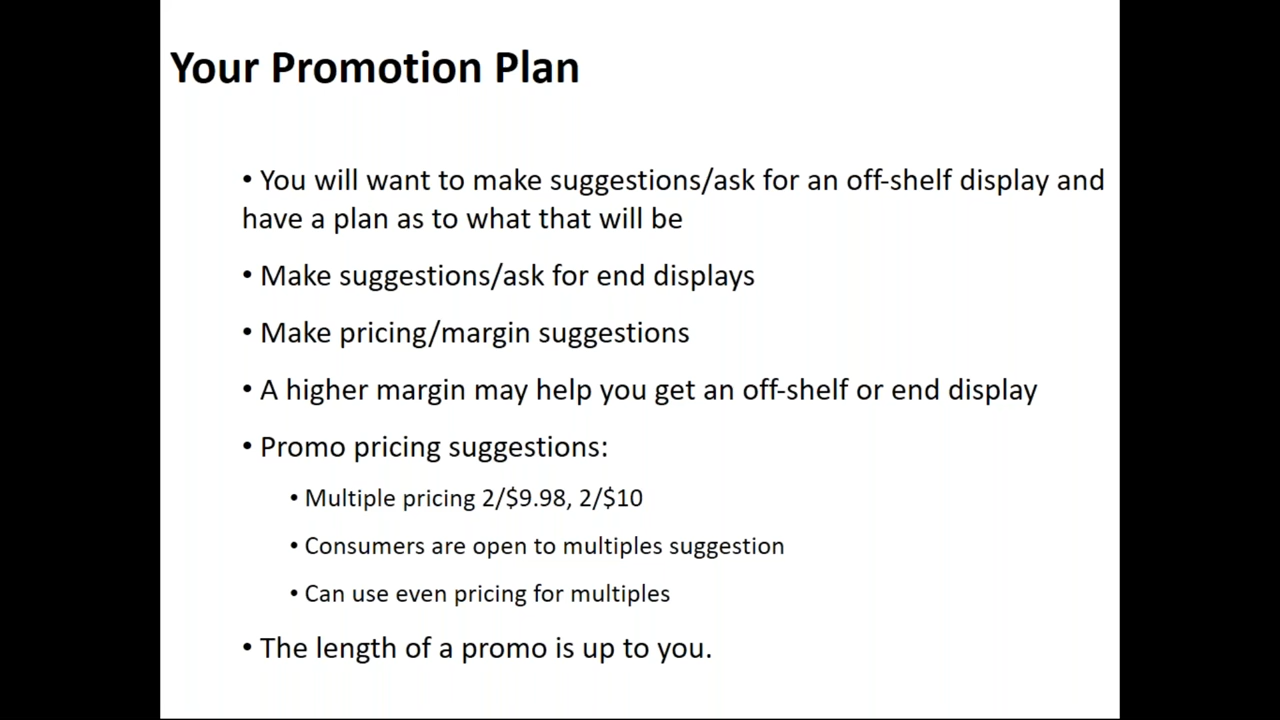 Your Promotion Plan
• You will want to make suggestions/ask for an off-shelf display and
have a plan as to what that will be
• Make suggestions/ask for end displays
• Make pricing/margin suggestions
• A higher margin may help you get an off-shelf or end display
• Promo pricing suggestions:
• Multiple pricing 2/$9.98, 2/$10
• Consumers are open to multiples suggestion
• Can use even pricing for multiples
• The length of a promo is up to you.